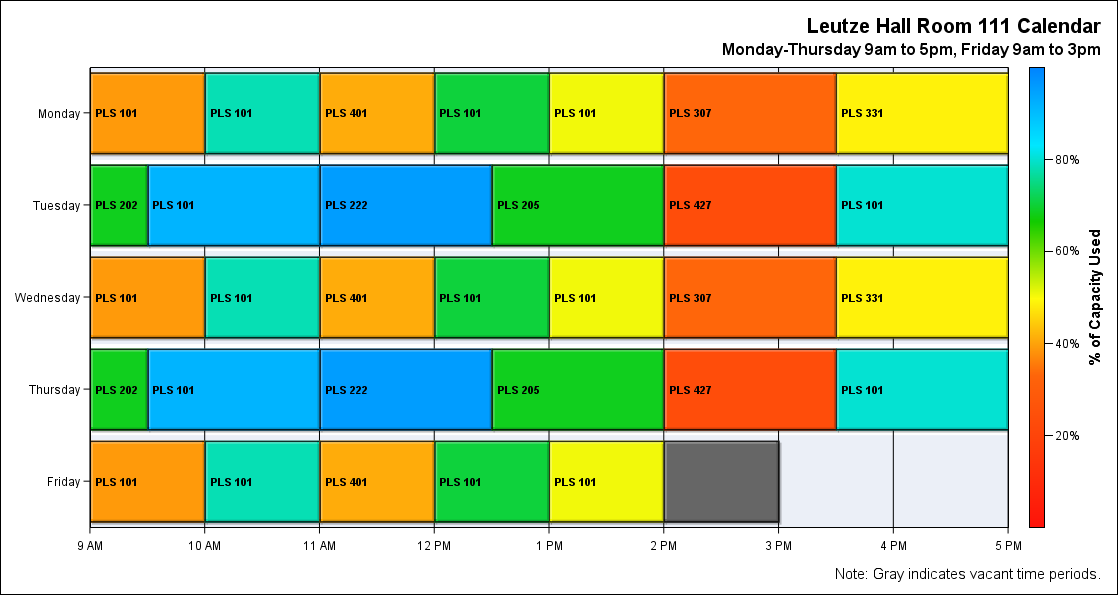 Leutze Hall Room 111 Calendar
Monday-Thursday 9am to 5pm, Friday 9am to 3pm
Monday PLS 101 PLS 101 PLS 401 PLS 101 PLS 101 PLS 307 PLS 331
Tuesday PLS 202 PLS 101 PLS 222 PLS 205 PLS 427 PLS 101
Wednesday PLS 101 PLS 101 PLS 401 PLS 101 PLS 101 PLS 307 PLS 331
Thursday PLS 202 PLS 101 PLS 222 PLS 205 PLS 427 PLS 101
Friday PLS 101 PLS 101 PLS 401 PLS 101 PLS 101
9 AM 10 AM 11 AM 12 PM 1 PM 2 PM 3 PM 4 PM 5 PM
80%
60%
40%
20%
% of Capacity Used
Note: Gray indicates vacant time periods.